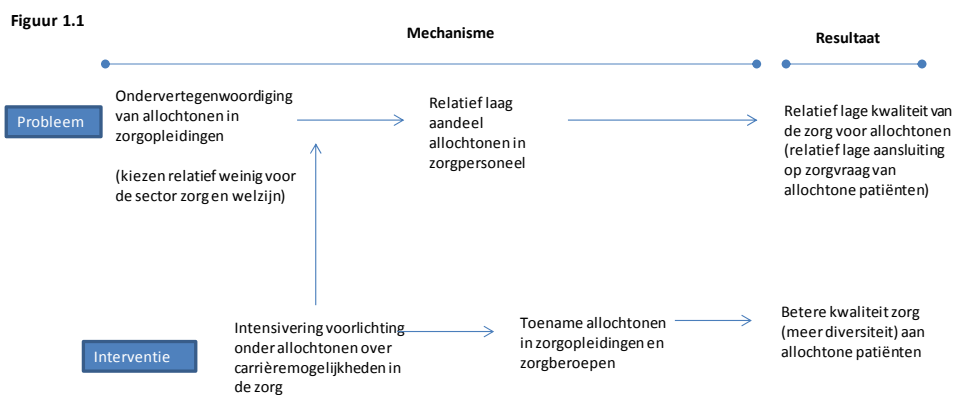 Figuur 1.1
Mechanisme
Resultaat
Probleem
Ondervertegenwoordiging
van allochtonen in
zorgopleidingen
(kiezen relatief weinig voor
de sector zorg en welzijn)
Relatief laag
aandeel
allochtonen in
zorgpersoneel
Relatief lage kwaliteit van
de zorg voor allochtonen
(relatief lage aansluiting
op zorgvraag van
allochtone patiënten)
Interventie
Intensivering voorlichting
onder allochtonen over
carrièremogelijkheden in
de zorg
Toename allochtonen
in zorgopleidingen en
zorgberoepen
Betere kwaliteit zorg
(meer diversiteit) aan
allochtone patiënten